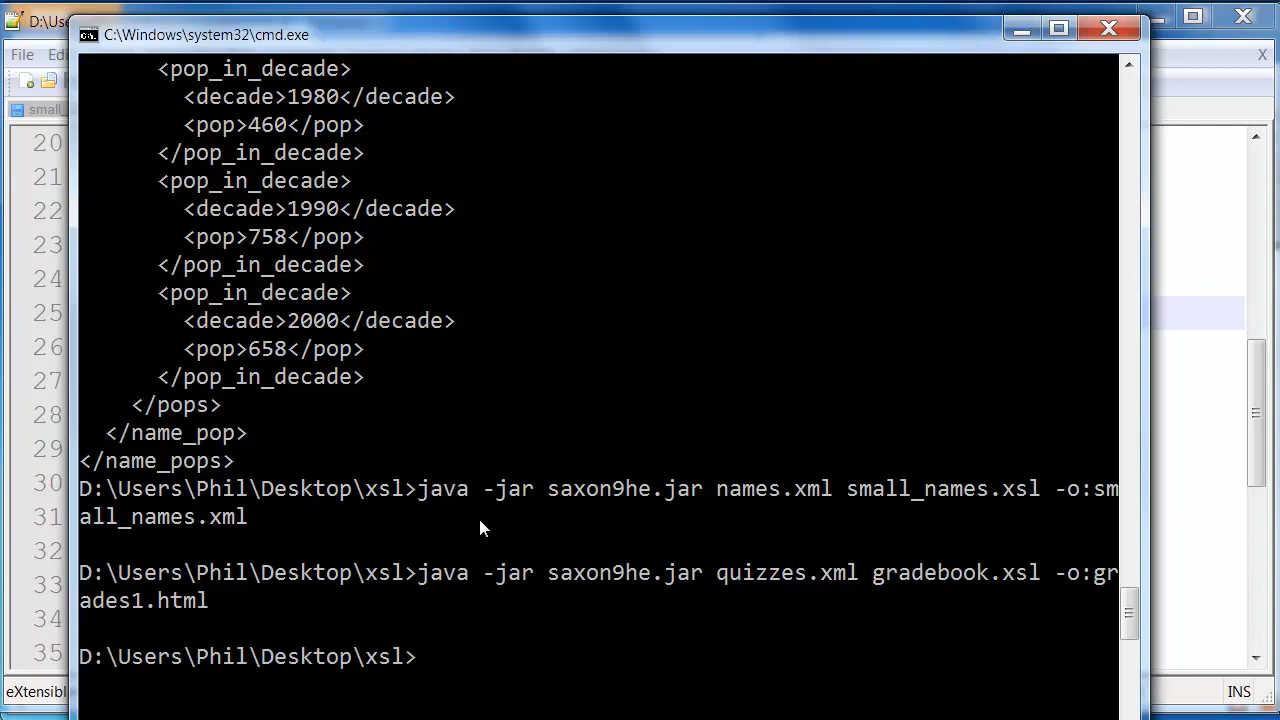 D:\Use
C:\Windows\system32\cmd.exe
File Edi
X
small_
<pop_in_decade>
<decade>1980</decade>
<pop>460</pop>
</pop_in_decade>
<pop_in_decade>
<decade>1990</decade>
<pop>758</pop>
</pop_in_decade>
<pop_in_decade>
<decade>2000</decade>
<pop>658</pop>
</pop_in_decade>
</pops>
</name_pop>
</name_pops>
D:\Users\Phil\Desktop\xsl>java -jar saxon9he.jar names.xml small_names.xsl -o:sm
all_names.xml
D:\Users\Phil\Desktop\xsl>java -jar saxon9he.jar quizzes.xml gradebook.xsl -o:gr
ades1.html
D:\Users\Phil\Desktop\xsl>
20
21
22
23
24
25
26
27
28
29
30
31
32
33
34
35
eXtensibl
INS